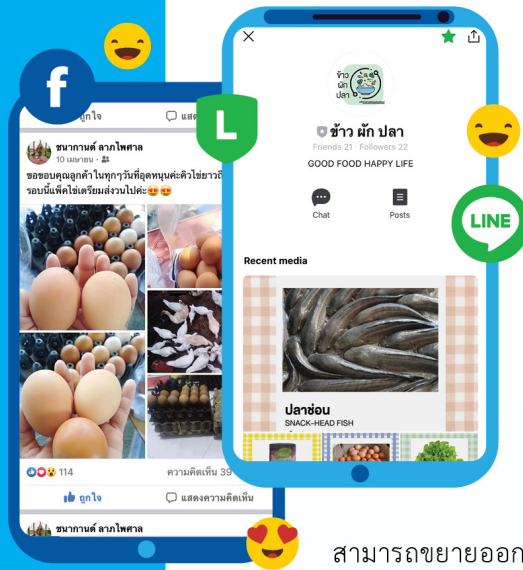 f
ถูกใจ
ชนากานต์ ลาภไพศาล
10 เมษายน
ขอขอบคุณลูกค้าในทุกๆวันที่อุดหนุนค่ะคิวไข่ยาวถึ
รอบนี้แพ็คไข่เตรียมส่งวนไปค่ะ
114
ความคิดเห็น 39
ถูกใจ
แสดงความคิดเห็น
ชนากานต์ ลาภไพศาล
L
ข้าว
ผัก
ปลา
ข้าว ผัก ปลา
Friends 21 · Followers 22
GOOD FOOD HAPPY LIFE
Chat
Posts
LINE
Recent media
ปลาช่อน
SNACK-HEAD FISH
สามารถขยายออก